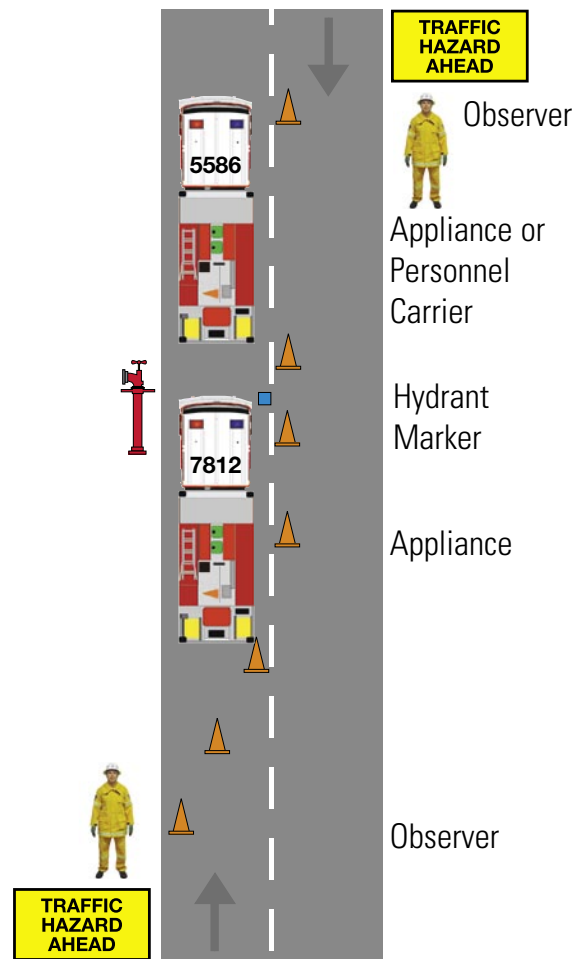 TRAFFIC
HAZARD
AHEAD
Observer
5586
Appliance or
Personnel
Carrier
Hydrant
Marker
7812
Appliance
Observer
TRAFFIC
HAZARD
AHEAD